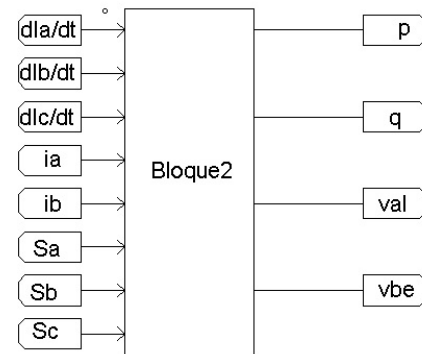 dIa/dt
dIb/dt
dIc/dt
ia
ib
Sa
Sb
Sc
Bloque2
p
q
val
vbe